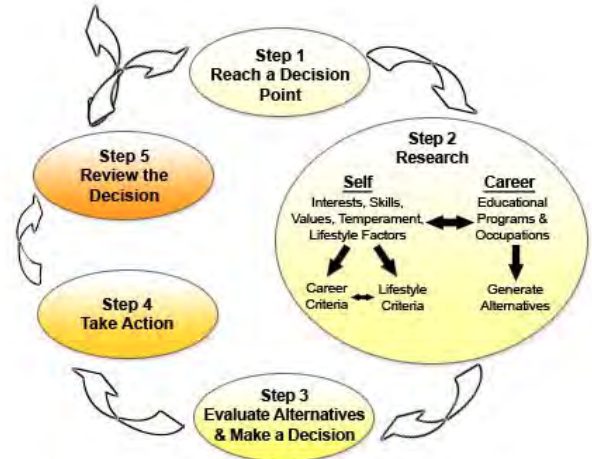 Step 1
Reach a Decision
Point
Step 2
Research
Self
Interests, Skills,
Values, Temperament,
Lifestyle Factors
Career
Criteria
Lifestyle
Criteria
Career
Educational
Programs &
Occupations
Generate
Alternatives
Step 3
Evaluate Alternatives
& Make a Decision
Step 4
Take Action
Step 5
Review the
Decision